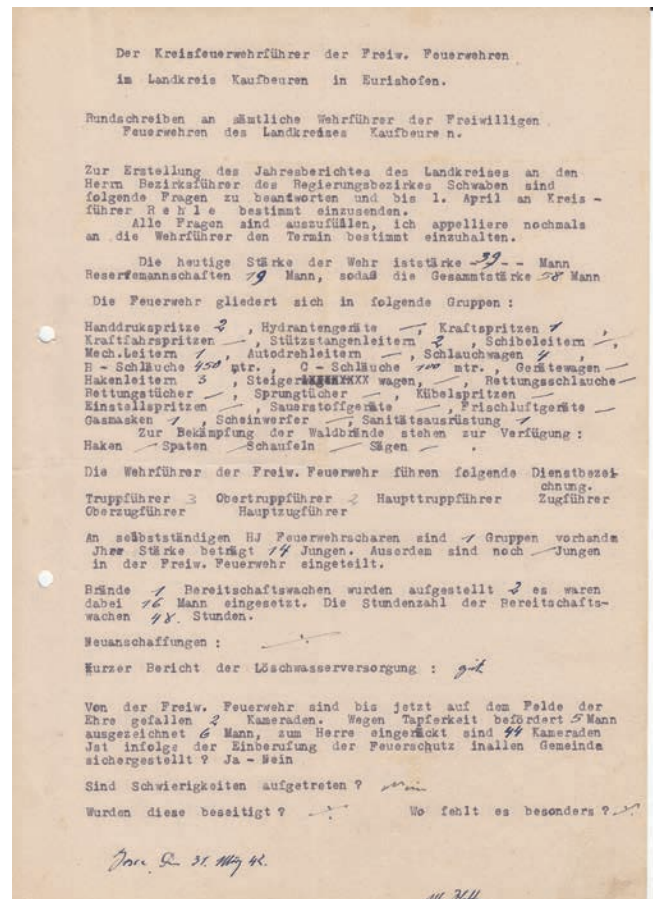 Der Kreisfeuerwehrführer der Freiw. Feuerwehren
im Landkreis Kaufbeuren in Eurishofen.
Rundschreiben an sämtliche Wehrführer der Freiwilligen
Feuerwehren des Landkreises Kaufbeure n.
Zur Erstellung des Jahresberichtes des Landkreises an den
Herrn Bezirksführer des Regierungsbezirkes Schwaben sind
folgende Fragen zu beantworten und bis 1. April an Kreis -
führer R e h l e bestimmt einzusenden.
Alle Fragen sind auszufüllen, ich appelliere nochmals
an die Wehrführer den Termin bestimmt einzuhalten.
Die heutige Stärke der Wehr iststärke -39-- Mann
Reservemannschaften 19 Mann, sodaß die Gesammtstärke 58 Mann
Die Feuerwehr gliedert sich in folgende Gruppen :
Handdrukspritze 2 , Hydrantengeräte — , Kraftspritzen 1 ,
Kraftfahrspritzen — , Stützstangenleitern 2 , Schibeleitern — ,
Mech.Leitern 1 , Autodrehleitern — , Schlauchwagen 4 ,
B - Schläuche 450 mtr. , C - Schläuche 100 mtr. , Gerätewagen —
Hakenleitern 3 , Steiger wagen, — , Rettungsschlauche —
Rettungstücher — , Sprungtücher — , Kübelspritzen —
Einstellspritzen — , Sauerstoffgeräte — , Frischluftgeräte —
Gasmasken 1 , Scheinwerfer — , Sanitätsausrüstung 1
Zur Bekämpfung der Waldbrände stehen zur Verfügung :
Haken — Spaten — Schaufeln — Sägen — .
Die Wehrführer der Freiw. Feuerwehr führen folgende Dienstbezei-
chnung.
Truppführer 3 Obertruppführer 2 Haupttruppführer Zugführer
Oberzugführer Hauptzugführer
An selbstständigen HJ Feuerwehrscharen sind 1 Gruppen vorhande
Jhre Stärke beträgt 14 Jungen. Auserdem sind noch — Jungen
in der Freiw. Feuerwehr eingeteilt.
Brände 1 Bereitschaftswachen wurden aufgestellt 2 es waren
dabei 16 Mann eingesetzt. Die Stundenzahl der Bereitschafts-
wachen 48. Stunden.
Neuanschaffungen : —
Kurzer Bericht der Löschwasserversorgung : gut
Von der Freiw. Feuerwehr sind bis jetzt auf dem Felde der
Ehre gefallen 2 Kameraden. Wegen Tapferkeit befördert 5 Mann
ausgezeichnet 6 Mann, zum Herre eingerückt sind 44 Kameraden
Jst infolge der Einberufung der Feuerschutz inallen Gemeinde
sichergestellt ? Ja - Nein
Sind Schwierigkeiten aufgetreten ? Nein
Wurden diese beseitigt ? — Wo fehlt es besonders ? —
den 31. März 42.